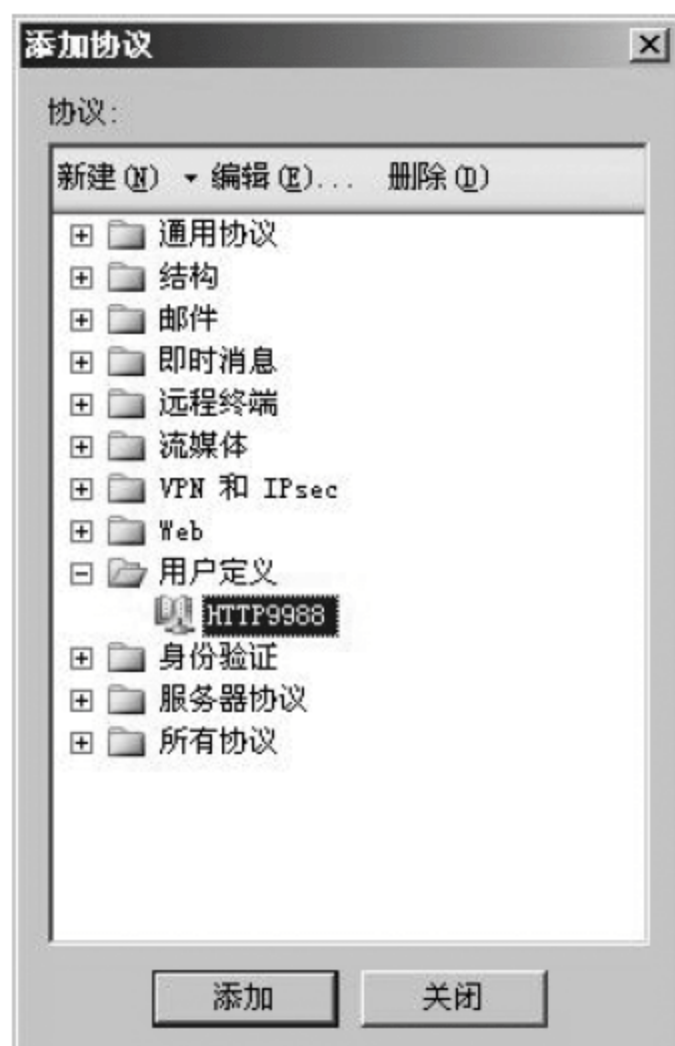 添加协议
协议:
新建(N) 编辑(E)... 删除(D)
通用协议
结构
邮件
即时消息
远程终端
流媒体
VPN 和 IPsec
Web
用户定义
HTTP9988
身份验证
服务器协议
所有协议
添加 关闭